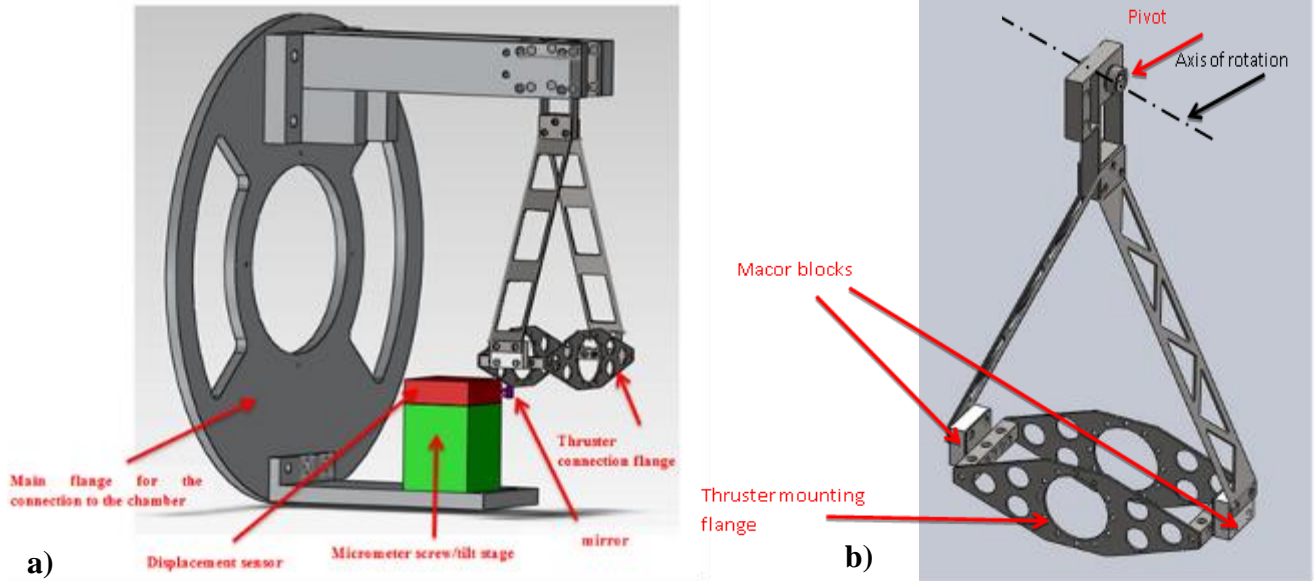 Main flange for the
connection to the chamber
Displacement sensor
Micrometer screw/tilt stage
mirror
Thruster
connection flange
a)
Pivot
Axis of rotation
Macor blocks
Thruster mounting
flange
b)